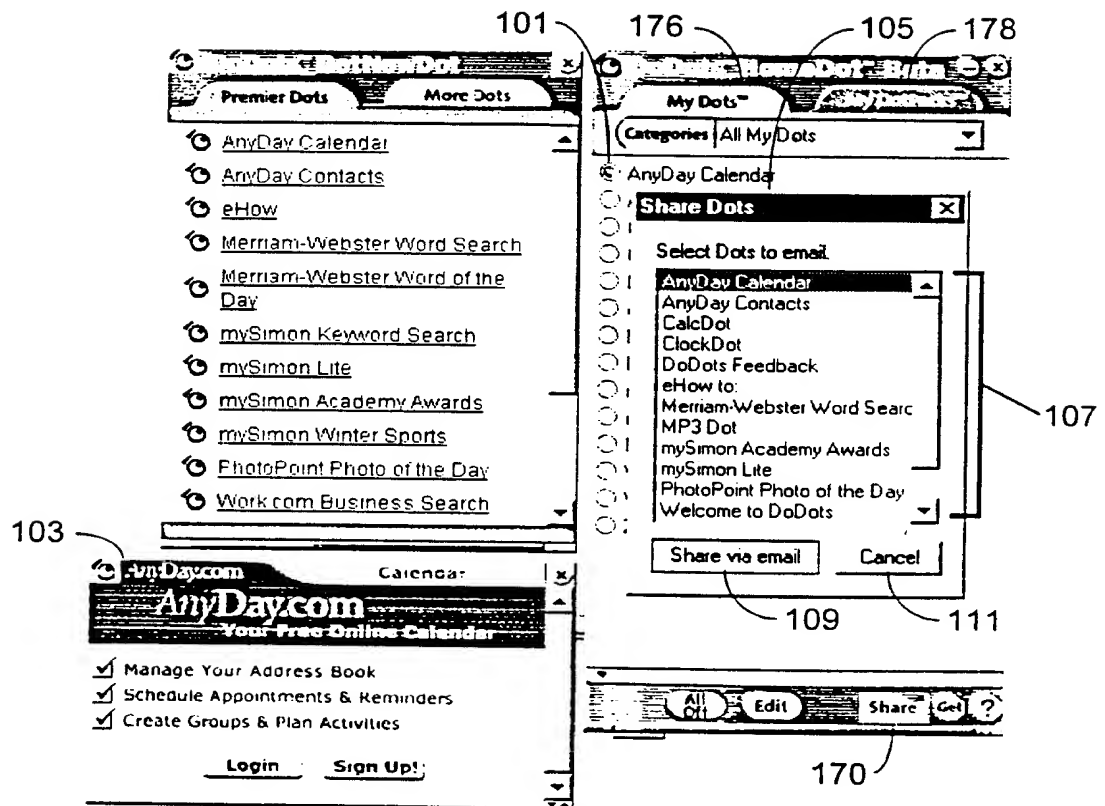 101
176
105
178
Premier Dots
More Dots
AnyDay Calendar
AnyDay Contacts
eHow
Merriam-Webster Word Search
Merriam-Webster Word of the
Day
mySimon Keyword Search
mySimon Lite
mySimon Academy Awards
mySimon Winter Sports
PhotoPoint Photo of the Day
Work.com Business Search
My Dots™
Categories
All My Dots
AnyDay Calendar
Share Dots
Select Dots to email.
AnyDay Calendar
AnyDay Contacts
CalcDot
ClockDot
DoDots Feedback
eHow to:
Merriam-Webster Word Searc
MP3 Dot
mySimon Academy Awards
mySimon Lite
PhotoPoint Photo of the Day
Welcome to DoDots
107
Share via email
Cancel
109
111
103
AnyDay.com
Calendar
AnyDay.com
Your Free Online Calendar
Manage Your Address Book
Schedule Appointments & Reminders
Create Groups & Plan Activities
Login
Sign Up!
All Off
Edit
Share
Get
?
170